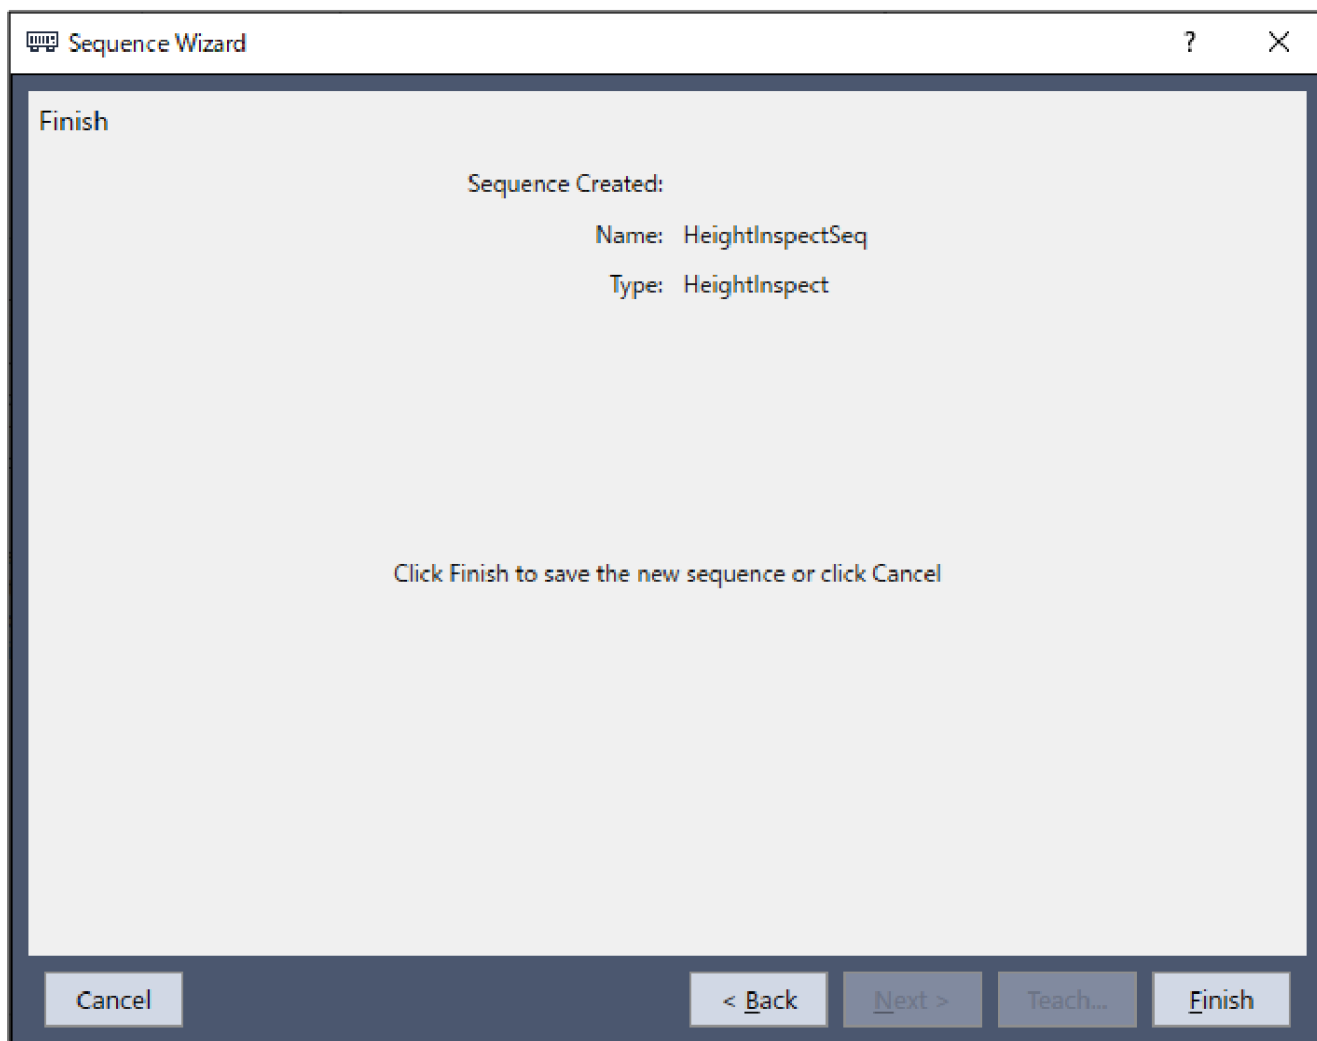 Sequence Wizard
?
Finish
Sequence Created:
Name: HeightInspectSeq
Type: HeightInspect
Click Finish to save the new sequence or click Cancel
Cancel < Back Next > Teach... Finish